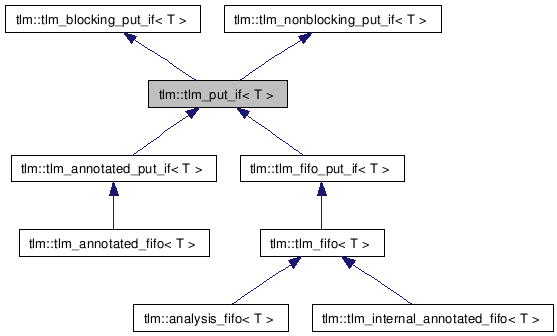 tlm::tlm_blocking_put_if< T >
tlm::tlm_nonblocking_put_if< T >
tlm::tlm_put_if< T >
tlm::tlm_annotated_put_if< T >
tlm::tlm_fifo_put_if< T >
tlm::tlm_annotated_fifo< T >
tlm::tlm_fifo< T >
tlm::analysis_fifo< T >
tlm::tlm_internal_annotated_fifo< T >